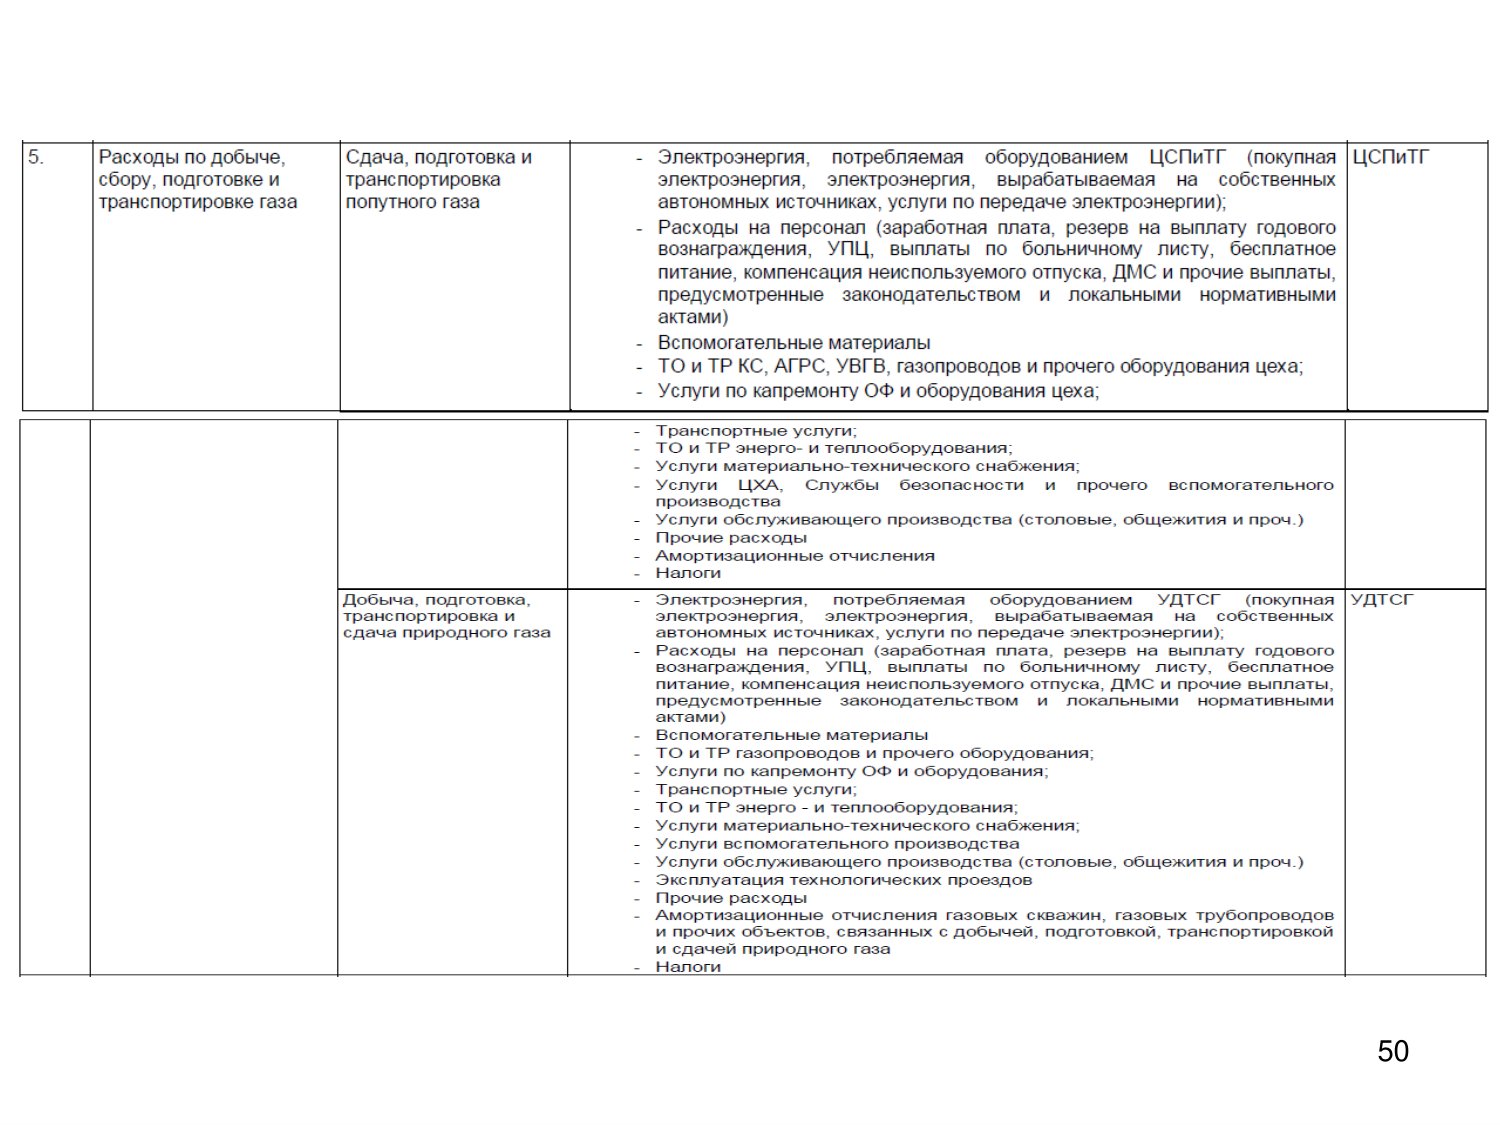 5.
Расходы по добыче,
сбору, подготовке и
транспортировке газа
Сдача, подготовка и
транспортировка
попутного газа
- Электроэнергия, потребляемая оборудованием ЦСПиТГ (покупная
электроэнергия, электроэнергия, вырабатываемая на собственных
автономных источниках, услуги по передаче электроэнергии);
- Расходы на персонал (заработная плата, резерв на выплату годового
вознаграждения, УПЦ, выплаты по больничному листу, бесплатное
питание, компенсация неиспользуемого отпуска, ДМС и прочие выплаты,
предусмотренные законодательством и локальными нормативными
актами)
- Вспомогательные материалы
- ТО и ТР КС, АГРС, УВГВ, газопроводов и прочего оборудования цеха;
- Услуги по капремонту ОФ и оборудования цеха;
ЦСПиТГ
- Транспортные услуги;
- ТО и ТР энерго- и теплооборудования;
- Услуги материально-технического снабжения;
- Услуги ЦХА, Службы безопасности и прочего вспомогательного
производства
- Услуги обслуживающего производства (столовые, общежития и проч.)
- Прочие расходы
- Амортизационные отчисления
- Налоги
Добыча, подготовка,
транспортировка и
сдача природного газа
- Электроэнергия, потребляемая оборудованием УДТСГ (покупная
электроэнергия, электроэнергия, вырабатываемая на собственных
автономных источниках, услуги по передаче электроэнергии);
- Расходы на персонал (заработная плата, резерв на выплату годового
вознаграждения, УПЦ, выплаты по больничному листу, бесплатное
питание, компенсация неиспользуемого отпуска, ДМС и прочие выплаты,
предусмотренные законодательством и локальными нормативными
актами)
- Вспомогательные материалы
- ТО и ТР газопроводов и прочего оборудования;
- Услуги по капремонту ОФ и оборудования;
- Транспортные услуги;
- ТО и ТР энерго - и теплооборудования;
- Услуги материально-технического снабжения;
- Услуги вспомогательного производства
- Услуги обслуживающего производства (столовые, общежития и проч.)
- Эксплуатация технологических проездов
- Прочие расходы
- Амортизационные отчисления газовых скважин, газовых трубопроводов
и прочих объектов, связанных с добычей, подготовкой, транспортировкой
и сдачей природного газа
- Налоги
УДТСГ
50